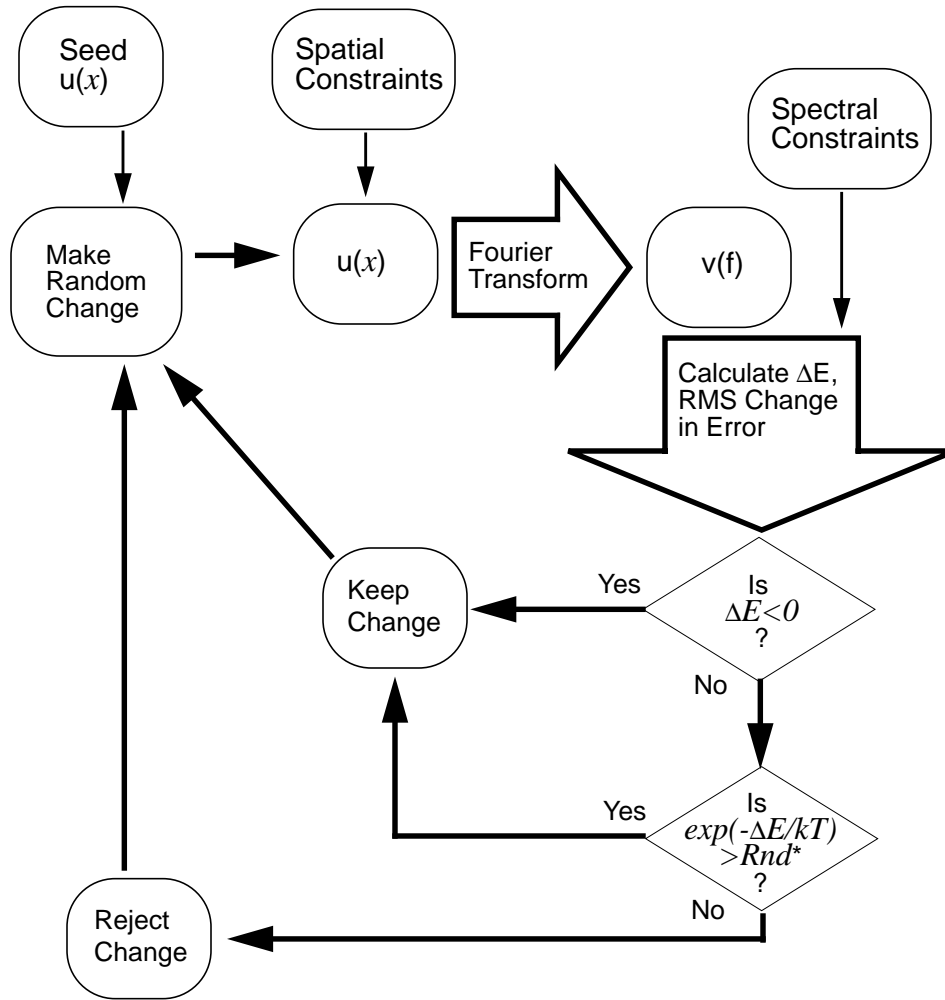 Seed
u(x)
Spatial
Constraints
Spectral
Constraints
Make
Random
Change
u(x)
Fourier
Transform
v(f)
Calculate ΔE,
RMS Change
in Error
Is
ΔE<0
?
Yes
No
Keep
Change
Is
exp(-ΔE/kT)
>Rnd*
?
Yes
No
Reject
Change